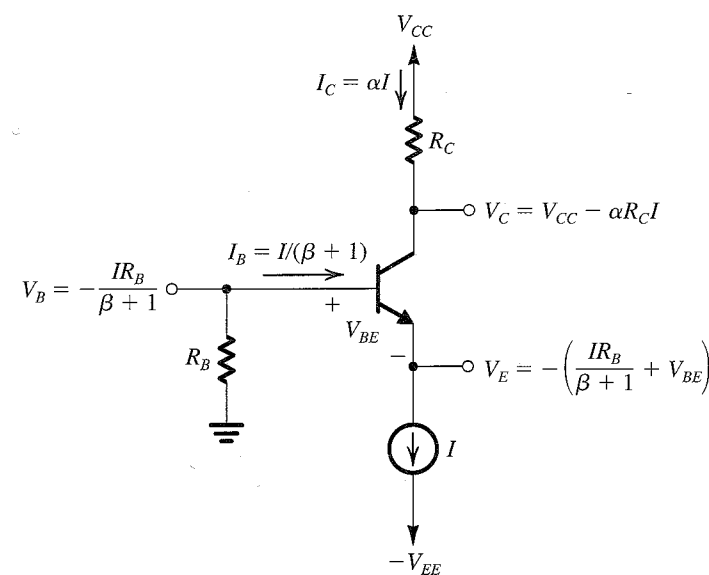 V_CC
I_C = αI
R_C
V_C = V_CC − αR_C I
I_B = I/(β + 1)
V_B = − IR_B / β + 1
+
V_BE
R_B
−
V_E = −(IR_B / β + 1 + V_BE)
I
−V_EE